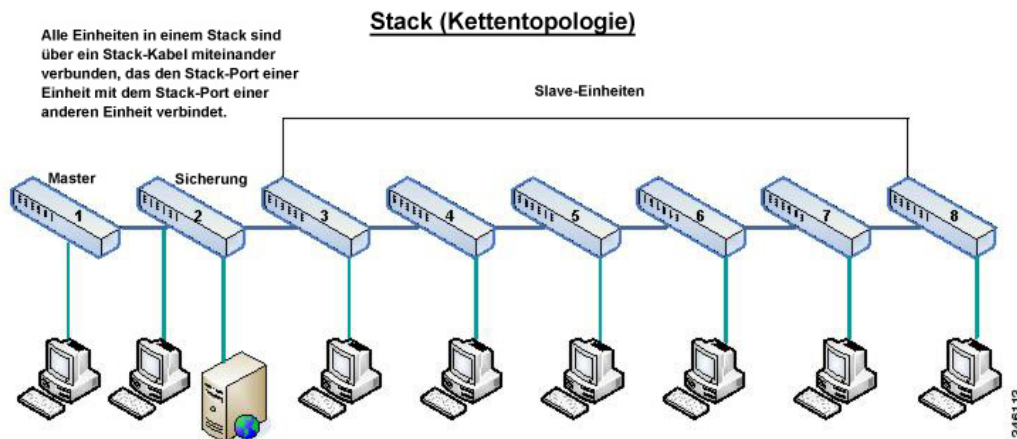 Stack (Kettentopologie)
Alle Einheiten in einem Stack sind
über ein Stack-Kabel miteinander
verbunden, das den Stack-Port einer
Einheit mit dem Stack-Port einer
anderen Einheit verbindet.
Slave-Einheiten
Master
Sicherung
1
2
3
4
5
6
7
8
346112